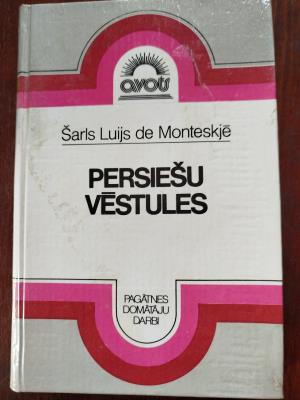 avots
Šarls Luijs de Monteskjē
PERSIEŠU
VĒSTULES
PAGĀTNES
DOMĀTĀJU
DARBI